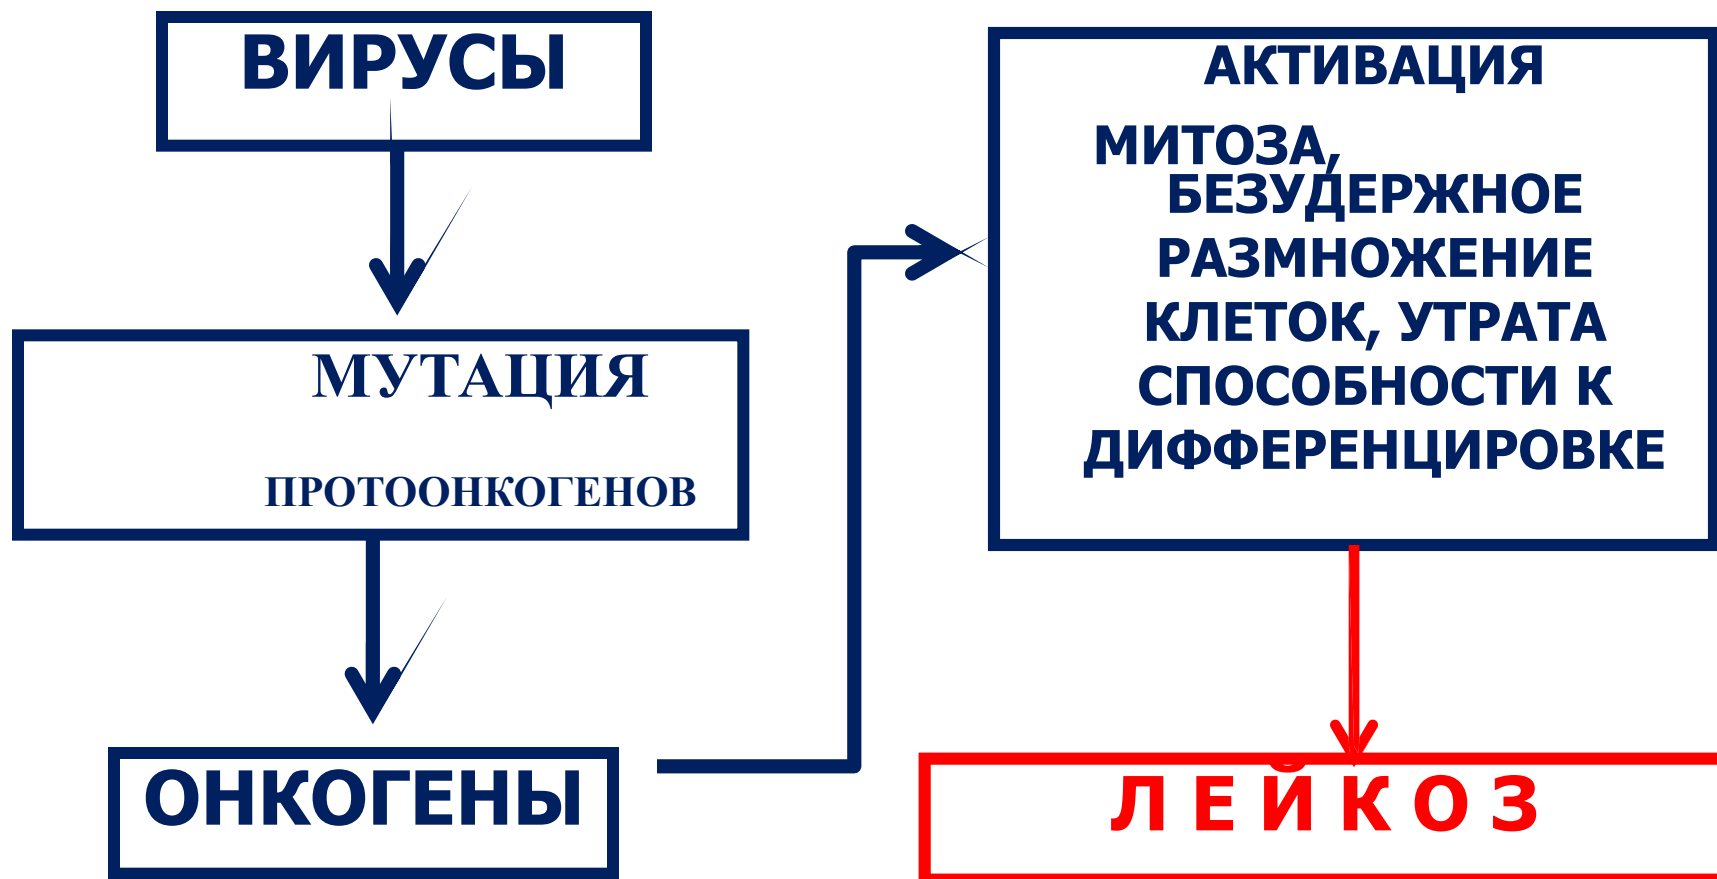 ВИРУСЫ
МУТАЦИЯ
ПРОТООНКОГЕНОВ
ОНКОГЕНЫ
АКТИВАЦИЯ
МИТОЗА,
БЕЗУДЕРЖНОЕ
РАЗМНОЖЕНИЕ
КЛЕТОК, УТРАТА
СПОСОБНОСТИ К
ДИФФЕРЕНЦИРОВКЕ
Л Е Й К О З